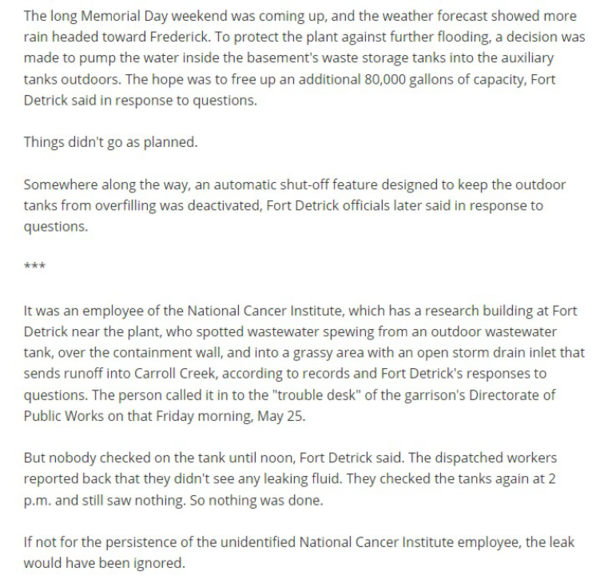 The long Memorial Day weekend was coming up, and the weather forecast showed more
rain headed toward Frederick. To protect the plant against further flooding, a decision was
made to pump the water inside the basement's waste storage tanks into the auxiliary
tanks outdoors. The hope was to free up an additional 80,000 gallons of capacity, Fort
Detrick said in response to questions.
Things didn't go as planned.
Somewhere along the way, an automatic shut-off feature designed to keep the outdoor
tanks from overfilling was deactivated, Fort Detrick officials later said in response to
questions.
***
It was an employee of the National Cancer Institute, which has a research building at Fort
Detrick near the plant, who spotted wastewater spewing from an outdoor wastewater
tank, over the containment wall, and into a grassy area with an open storm drain inlet that
sends runoff into Carroll Creek, according to records and Fort Detrick's responses to
questions. The person called it in to the "trouble desk" of the garrison's Directorate of
Public Works on that Friday morning, May 25.
But nobody checked on the tank until noon, Fort Detrick said. The dispatched workers
reported back that they didn't see any leaking fluid. They checked the tanks again at 2
p.m. and still saw nothing. So nothing was done.
If not for the persistence of the unidentified National Cancer Institute employee, the leak
would have been ignored.